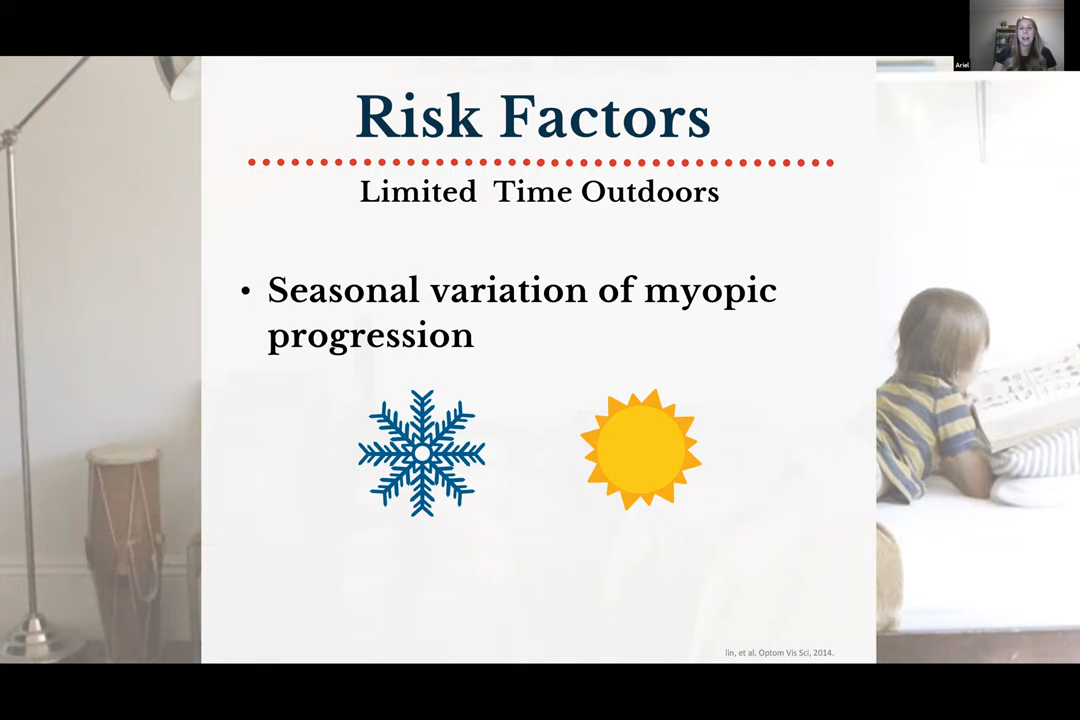 Ariel
Risk Factors
Limited Time Outdoors
• Seasonal variation of myopic
progression
lin, et al. Optom Vis Sci, 2014.